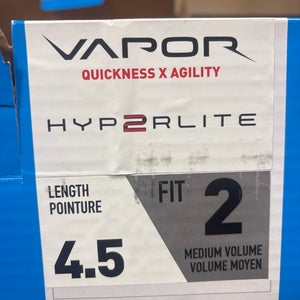 VAPOR
QUICKNESS X AGILITY
HYP2RLITE
LENGTH
POINTURE
4.5
FIT 2
MEDIUM VOLUME
VOLUME MOYEN